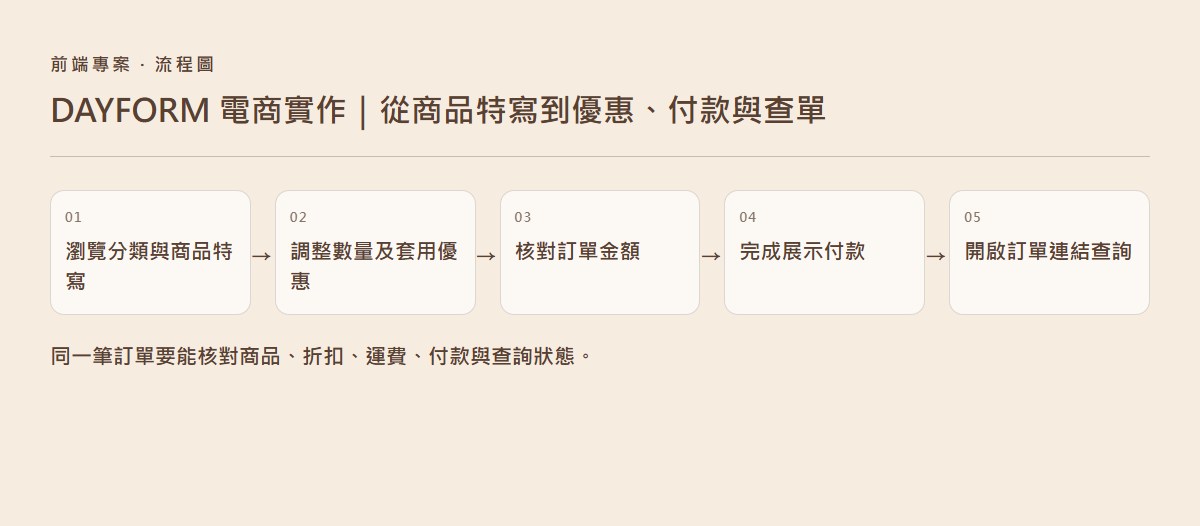 前端專案 · 流程圖
DAYFORM 電商實作｜從商品特寫到優惠、付款與查單
01
瀏覽分類與商品特
寫
→
02
調整數量及套用優
惠
→
03
核對訂單金額
→
04
完成展示付款
→
05
開啟訂單連結查詢
同一筆訂單要能核對商品、折扣、運費、付款與查詢狀態。